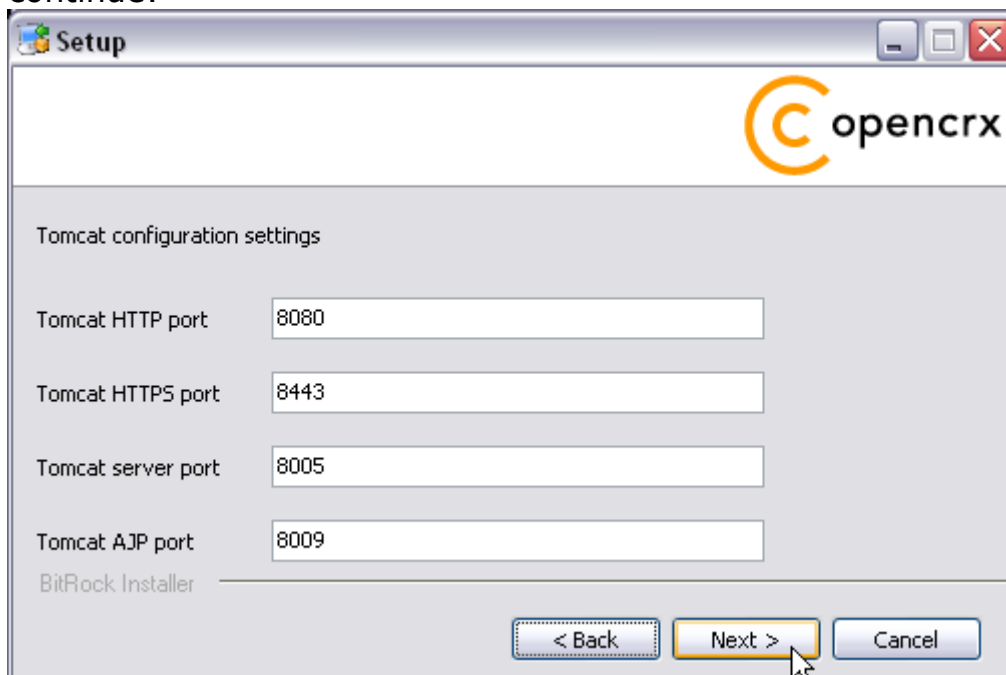 continue.
Setup
opencrx
Tomcat configuration settings
Tomcat HTTP port 8080
Tomcat HTTPS port 8443
Tomcat server port 8005
Tomcat AJP port 8009
BitRock Installer
< Back Next > Cancel